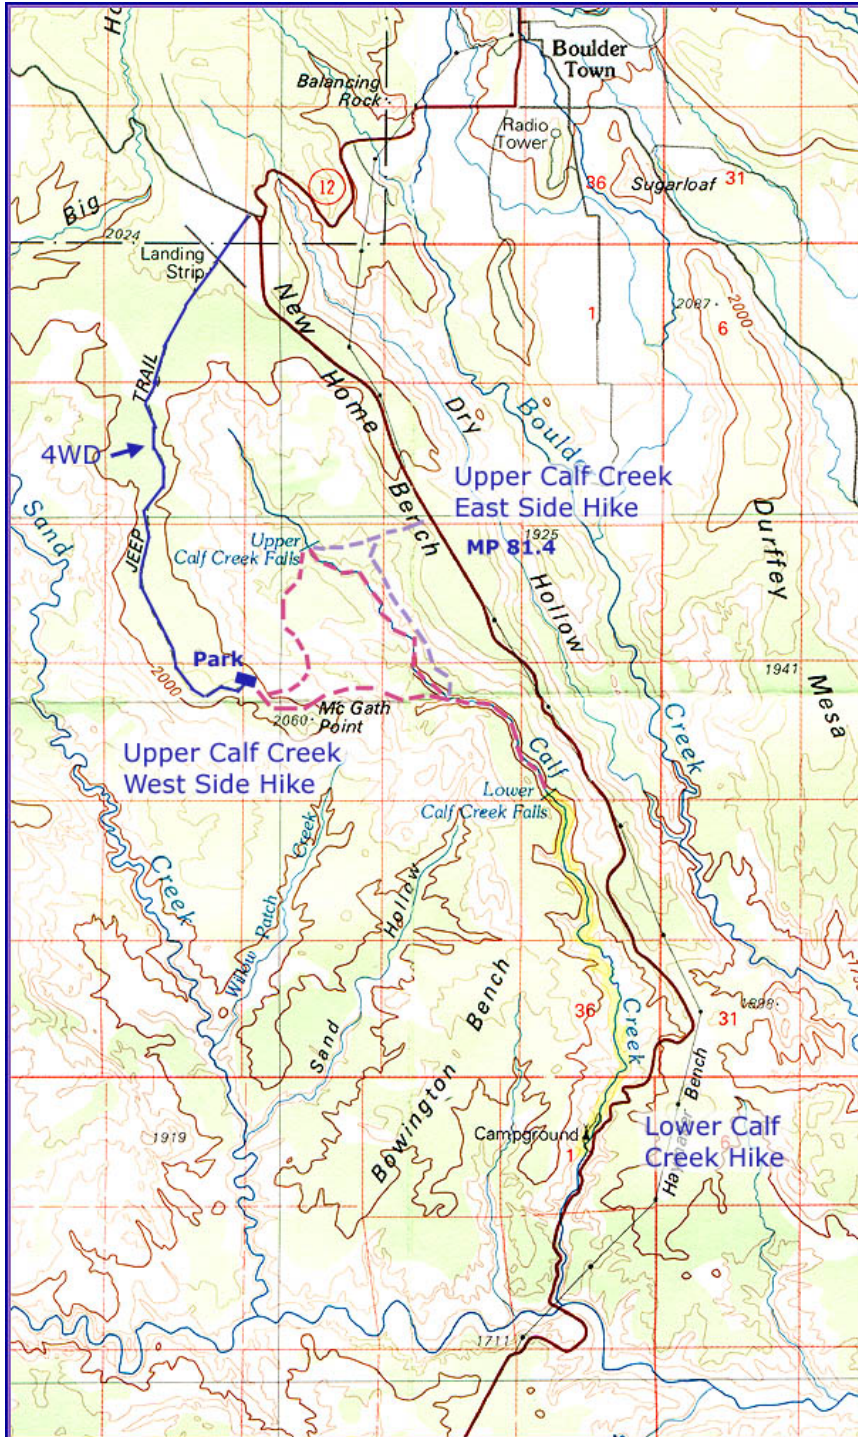 Ho
Boulder
Town
Balancing
Rock
Radio
Tower
36
Sugarloaf
31
12
Big
2024
Landing
Strip
New
Home
Bench
1
2087
2000
6
TRAIL
4WD
JEEP
Dry
Hollow
Boulder
Creek
Sand
Creek
Upper Calf Creek
East Side Hike
MP 81.4
1925
Durffey
Mesa
Upper
Calf Creek Falls
Park
2000
2060
Mc Gath
Point
1941
Upper Calf Creek
West Side Hike
Calf
Creek
Lower
Calf Creek Falls
Willow Patch Creek
Sand Hollow
Bowington Bench
36
31
1898
1919
Campground
1
Bench
Lower Calf
Creek Hike
1711